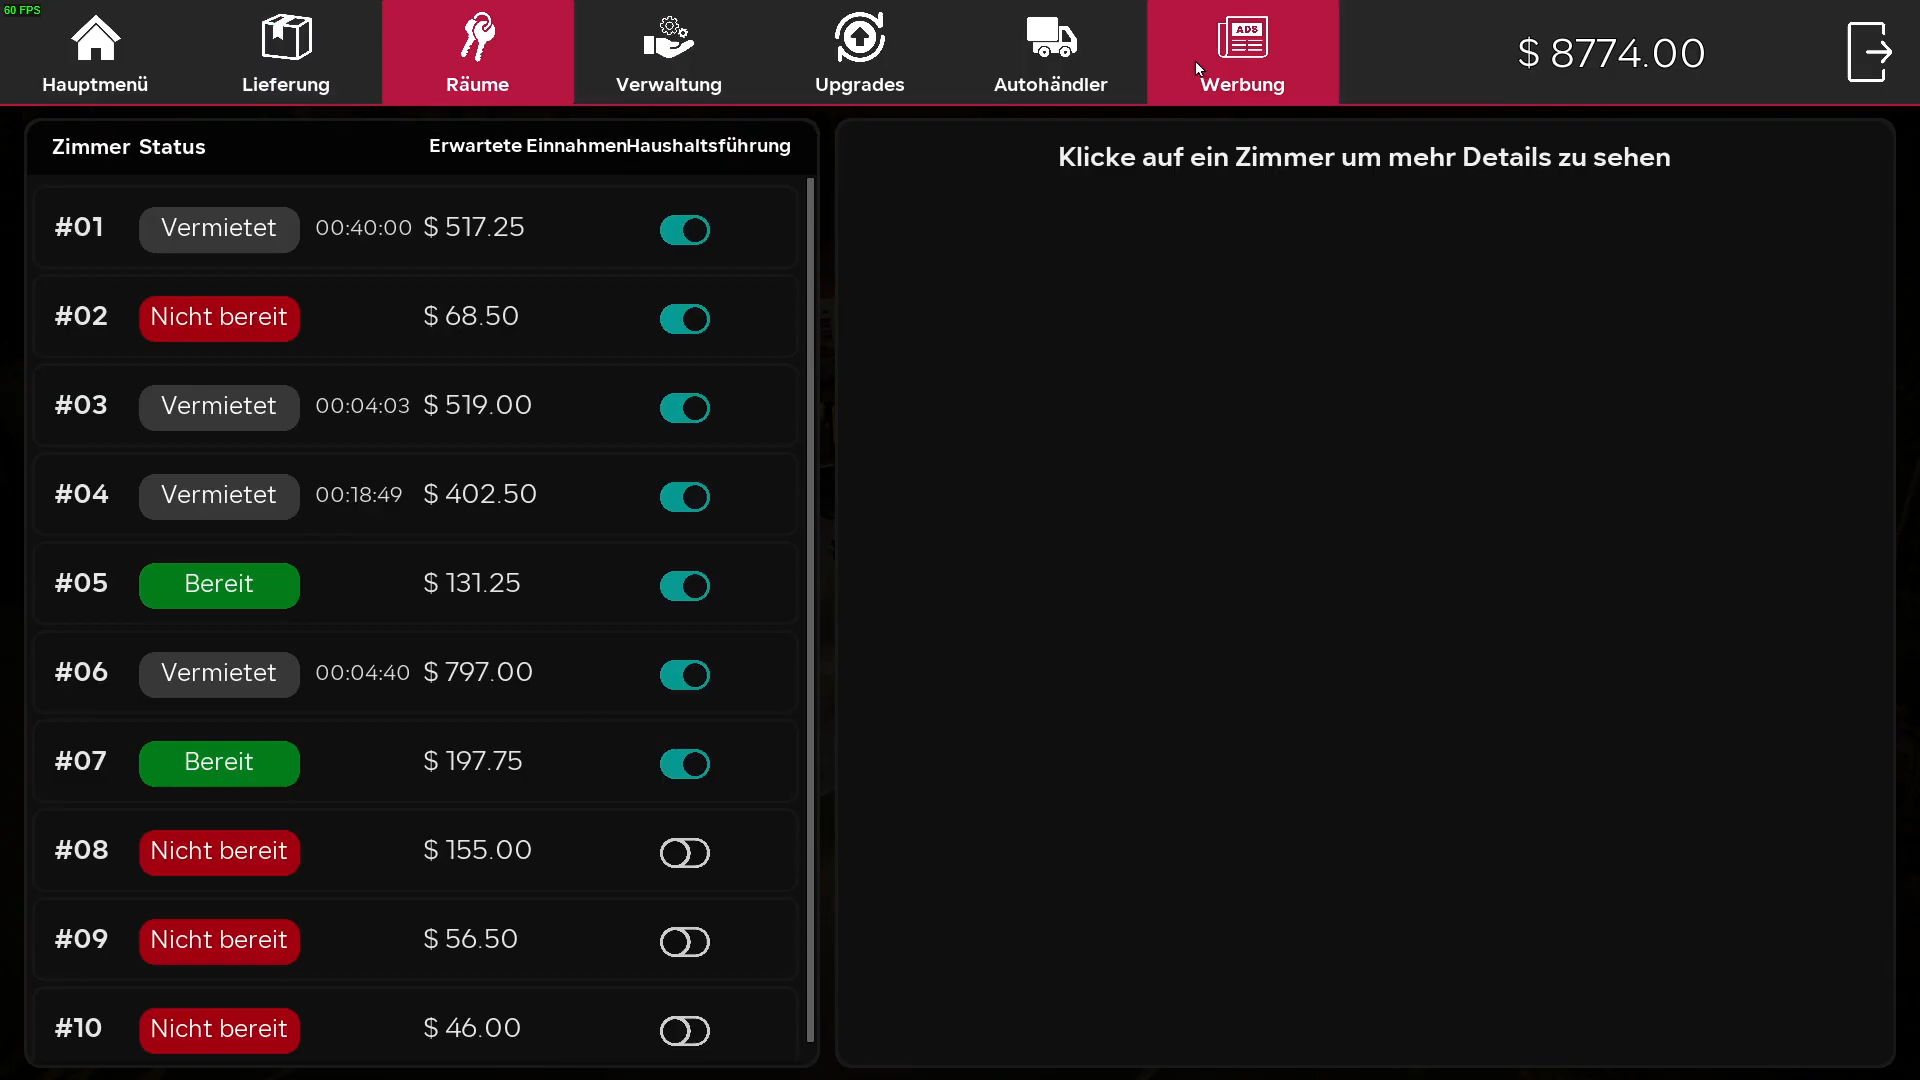 60 FPS
Hauptmenü
Lieferung
Räume
Verwaltung
Upgrades
Autohändler
ADS
Werbung
$ 8774.00
Zimmer Status Erwartete Einnahmen Haushaltsführung
#01 Vermietet 00:40:00 $ 517.25
#02 Nicht bereit $ 68.50
#03 Vermietet 00:04:03 $ 519.00
#04 Vermietet 00:18:49 $ 402.50
#05 Bereit $ 131.25
#06 Vermietet 00:04:40 $ 797.00
#07 Bereit $ 197.75
#08 Nicht bereit $ 155.00
#09 Nicht bereit $ 56.50
#10 Nicht bereit $ 46.00
Klicke auf ein Zimmer um mehr Details zu sehen